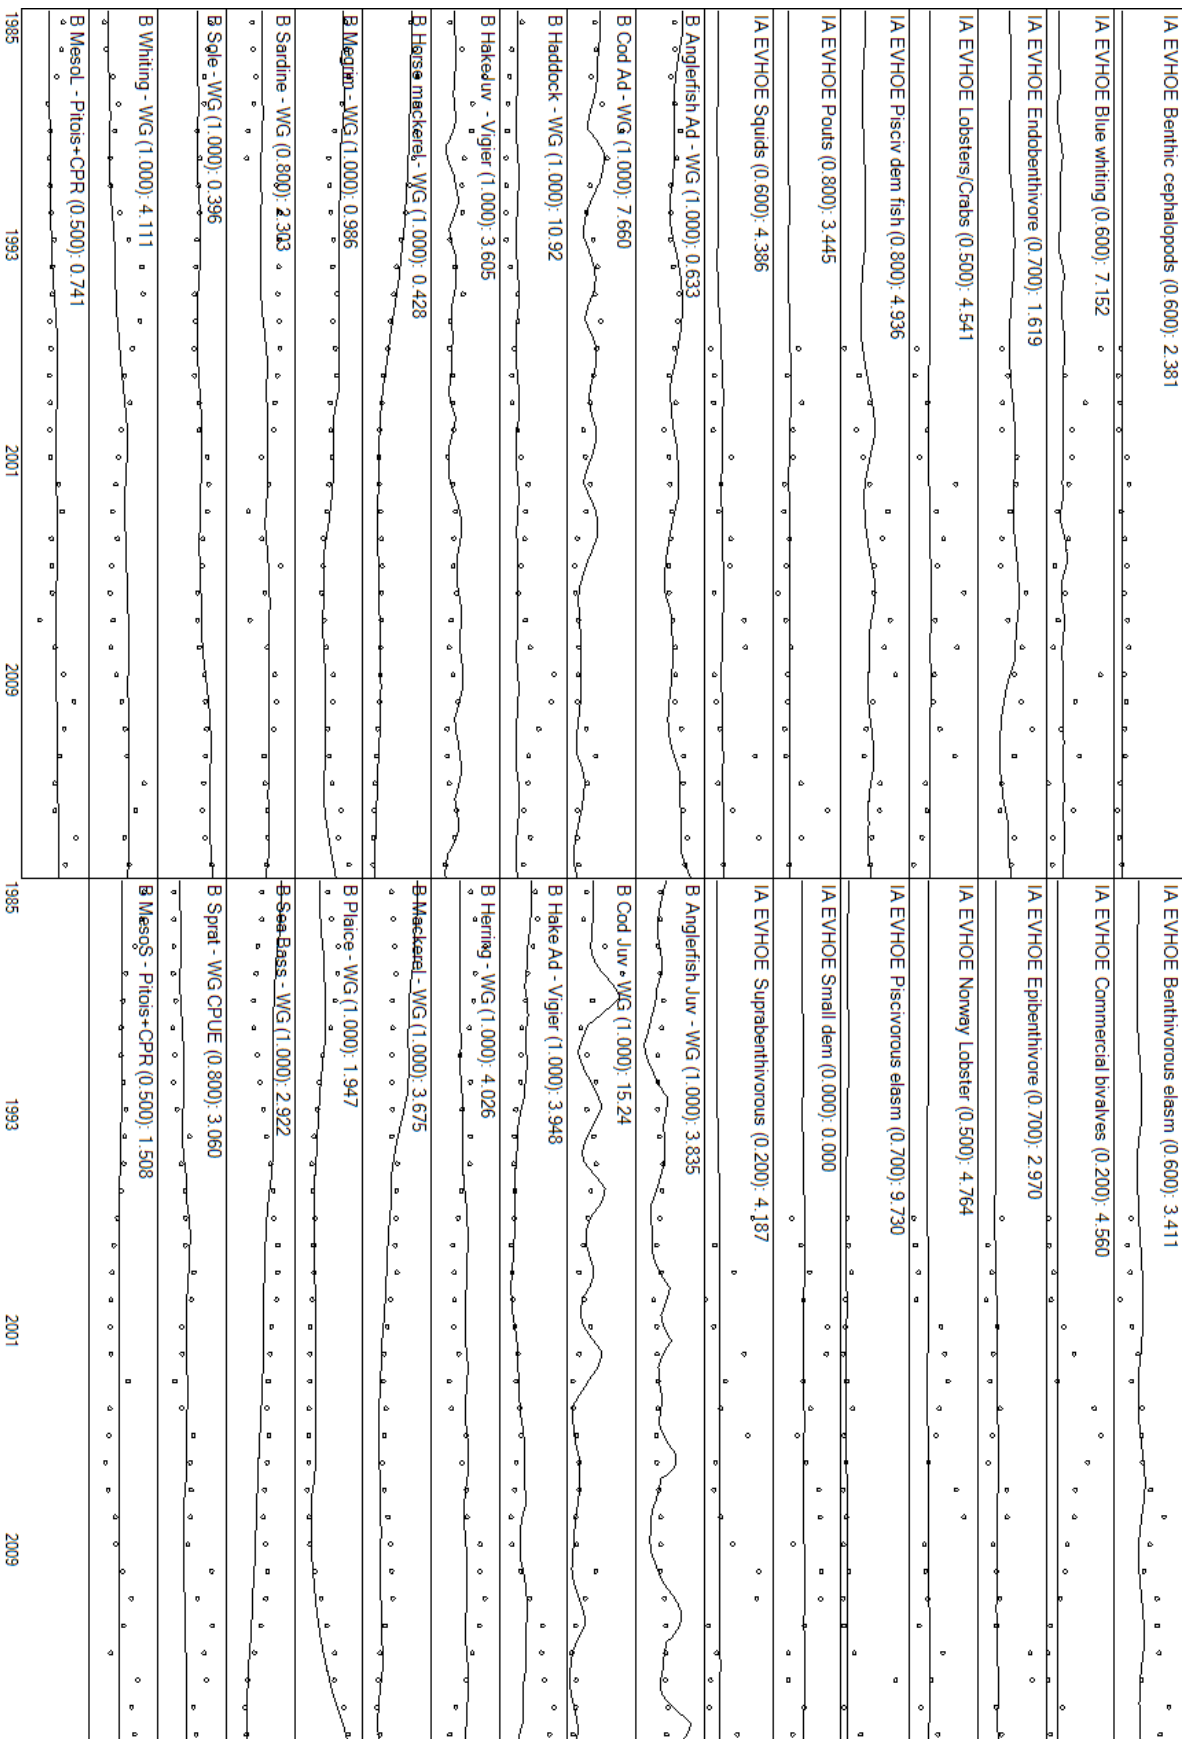 IA EVHOE Benthic cephalopods (0.600): 2.381
IA EVHOE Benthivorous elasm (0.600): 3.411
IA EVHOE Blue whiting (0.600): 7.152
IA EVHOE Commercial bivalves (0.200): 4.560
IA EVHOE Endobenthivore (0.700): 1.619
IA EVHOE Epibenthivore (0.700): 2.970
IA EVHOE Lobsters/Crabs (0.500): 4.541
IA EVHOE Norway Lobster (0.500): 4.764
IA EVHOE Pisciv dem fish (0.800): 4.936
IA EVHOE Piscivorous elasm (0.700): 9.730
IA EVHOE Pouts (0.800): 3.445
IA EVHOE Small dem (0.000): 0.000
IA EVHOE Squids (0.600): 4.386
IA EVHOE Suprabenthivorous (0.200): 4.187
B Anglerfish Ad - WG (1.000): 0.633
B Anglerfish Juv - WG (1.000): 3.835
B Cod Ad - WG (1.000): 7.660
B Cod Juv - WG (1.000): 15.24
B Haddock - WG (1.000): 10.92
B Hake Ad - Vigier (1.000): 3.948
B HakeJuv - Vigier (1.000): 3.605
B Herring - WG (1.000): 4.026
B Horse mackerel - WG (1.000): 0.428
B Mackerel - WG (1.000): 3.675
B Megrim - WG (1.000): 0.986
B Plaice - WG (1.000): 1.947
B Sardine - WG (0.800): 2.303
B Sea Bass - WG (1.000): 2.922
B Sole - WG (1.000): 0.396
B Sprat - WG CPUE (0.800): 3.060
B Whiting - WG (1.000): 4.111
B MesoS - Pitois+CPR (0.500): 1.508
B MesoL - Pitois+CPR (0.500): 0.741
1985 1993 2001 2009
1985 1993 2001 2009